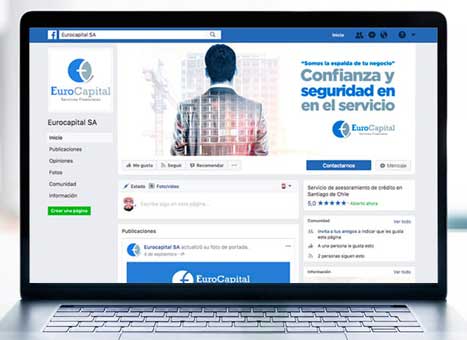 Eurocapital SA
Inicio
EuroCapital
Servicios Financieros
Eurocapital SA
Inicio
Publicaciones
Opiniones
Fotos
Comunidad
Información
Crear una página
"Somos la espalda de tu negocio"
Confianza y
seguridad en
en el servicio
EuroCapital
Servicios Financieros
Me gusta
Seguir
Recomendar
Contactarnos
Mensaje
Estado
Foto/video
Escribe algo en esta página...
Publicaciones
Eurocapital SA actualizó su foto de portada.
4 de septiembre
EuroCapital
Servicio de asesoramiento de crédito en
Santiago de Chile
5,0 ★★★★★ Abierto ahora
Comunidad
Ver todo
Invita a tus amigos a indicar que les gusta
esta página
A una persona le gusta esto
2 personas siguen esto
Información
Ver todo